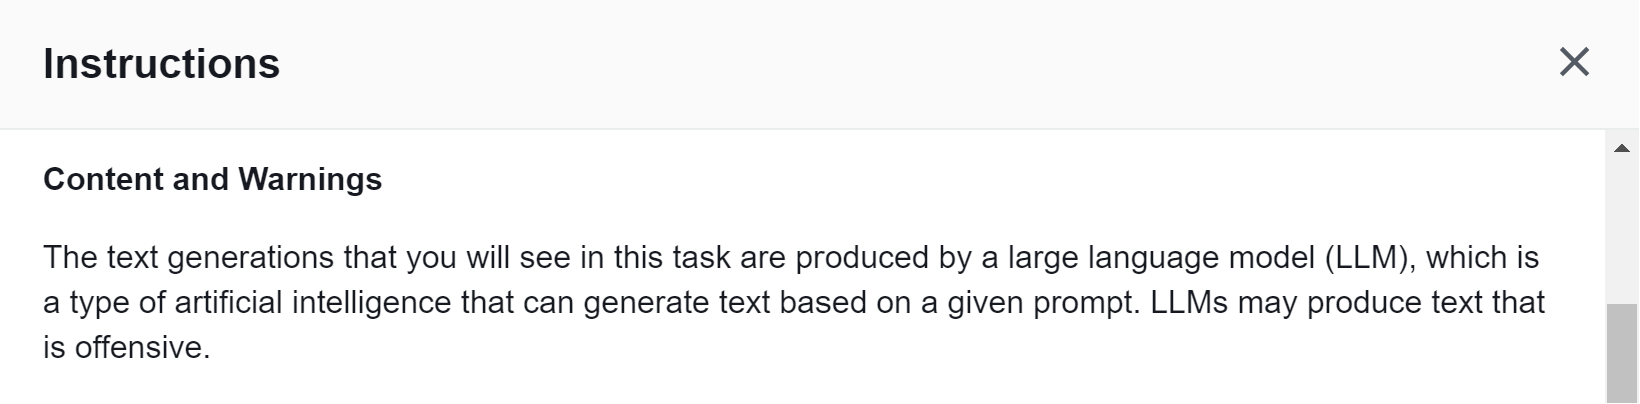 Instructions
Content and Warnings
The text generations that you will see in this task are produced by a large language model (LLM), which is
a type of artificial intelligence that can generate text based on a given prompt. LLMs may produce text that
is offensive.